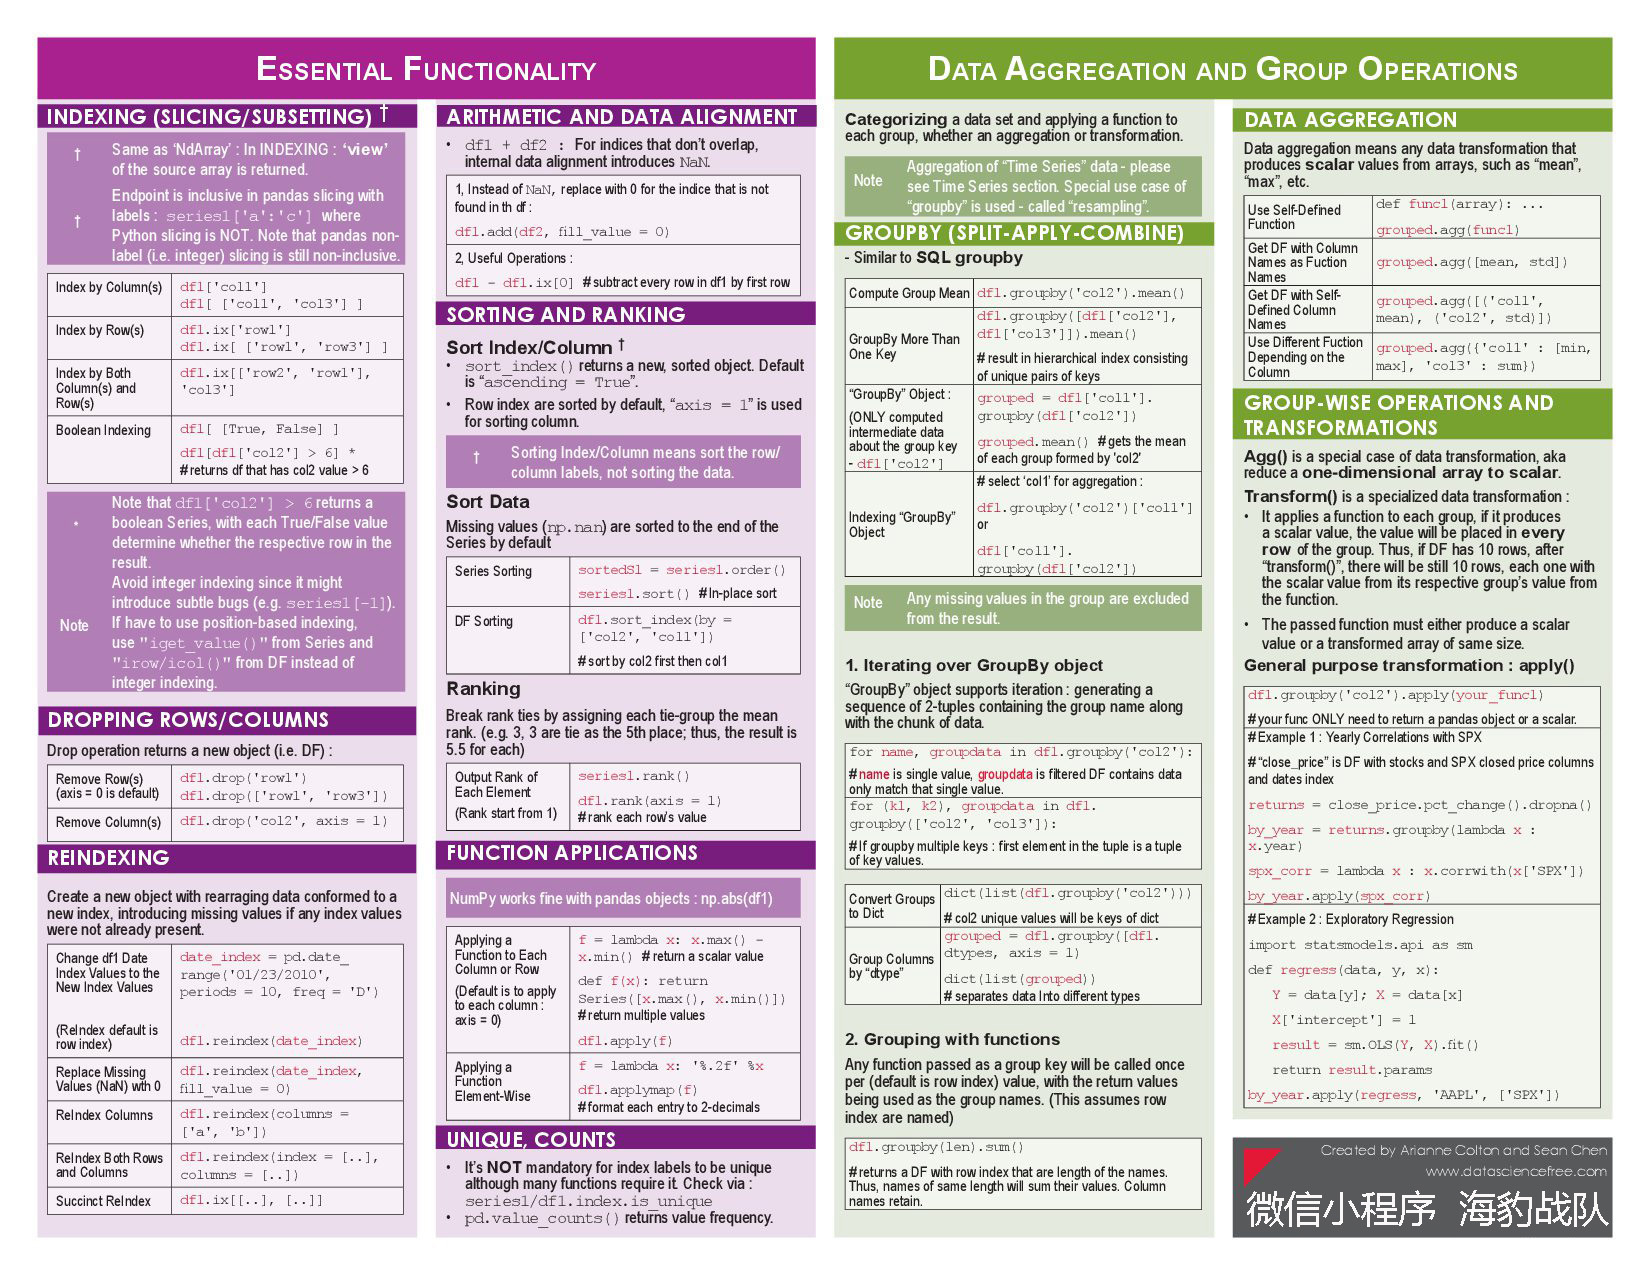 ESSENTIAL FUNCTIONALITY
INDEXING (SLICING/SUBSETTING) †
† Same as ‘NdArray’ : In INDEXING : ‘view’
of the source array is returned.
Endpoint is inclusive in pandas slicing with
† labels : series1['a':'c'] where
Python slicing is NOT. Note that pandas non-
label (i.e. integer) slicing is still non-inclusive.
Index by Column(s) df1['col1']
df1[ ['col1', 'col3'] ]
Index by Row(s) df1.ix['row1']
df1.ix[ ['row1', 'row3'] ]
Index by Both df1.ix[['row2', 'row1'],
Column(s) and 'col3']
Row(s)
Boolean Indexing df1[ [True, False] ]
df1[df1['col2'] > 6] *
# returns df that has col2 value > 6
Note that df1['col2'] > 6 returns a
* boolean Series, with each True/False value
determine whether the respective row in the
result.
Avoid integer indexing since it might
introduce subtle bugs (e.g. series1[-1]).
Note If have to use position-based indexing,
use "iget_value()" from Series and
"irow/icol()" from DF instead of
integer indexing.
DROPPING ROWS/COLUMNS
Drop operation returns a new object (i.e. DF) :
Remove Row(s) df1.drop('row1')
(axis = 0 is default) df1.drop(['row1', 'row3'])
Remove Column(s) df1.drop('col2', axis = 1)
REINDEXING
Create a new object with rearraging data conformed to a
new index, introducing missing values if any index values
were not already present.
Change df1 Date date_index = pd.date_
Index Values to the range('01/23/2010',
New Index Values periods = 10, freq = 'D')
(ReIndex default is
row index) df1.reindex(date_index)
Replace Missing df1.reindex(date_index,
Values (NaN) wth 0 fill_value = 0)
ReIndex Columns df1.reindex(columns =
['a', 'b'])
ReIndex Both Rows df1.reindex(index = [..],
and Columns columns = [..])
Succinct ReIndex df1.ix[[..], [..]]
ARITHMETIC AND DATA ALIGNMENT
• df1 + df2 : For indices that don’t overlap,
internal data alignment introduces NaN.
1, Instead of NaN, replace with 0 for the indice that is not
found in th df :
df1.add(df2, fill_value = 0)
2, Useful Operations :
df1 - df1.ix[0] # subtract every row in df1 by first row
SORTING AND RANKING
Sort Index/Column †
• sort_index() returns a new, sorted object. Default
is “ascending = True”.
• Row index are sorted by default, “axis = 1” is used
for sorting column.
† Sorting Index/Column means sort the row/
column labels, not sorting the data.
Sort Data
Missing values (np.nan) are sorted to the end of the
Series by default
Series Sorting sortedS1 = series1.order()
series1.sort() # In-place sort
DF Sorting df1.sort_index(by =
['col2', 'col1'])
# sort by col2 first then col1
Ranking
Break rank ties by assigning each tie-group the mean
rank. (e.g. 3, 3 are tie as the 5th place; thus, the result is
5.5 for each)
Output Rank of series1.rank()
Each Element
(Rank start from 1) df1.rank(axis = 1)
# rank each row’s value
FUNCTION APPLICATIONS
NumPy works fine with pandas objects : np.abs(df1)
Applying a f = lambda x: x.max() -
Function to Each x.min() # return a scalar value
Column or Row
(Default is to apply def f(x): return
to each column : Series([x.max(), x.min()])
axis = 0) # return multiple values
df1.apply(f)
Applying a f = lambda x: '%.2f' %x
Function df1.applymap(f)
Element-Wise # format each entry to 2-decimals
UNIQUE, COUNTS
• It’s NOT mandatory for index labels to be unique
although many functions require it. Check via :
series1/df1.index.is_unique
• pd.value_counts() returns value frequency.
DATA AGGREGATION AND GROUP OPERATIONS
Categorizing a data set and applying a function to
each group, whether an aggregation or transformation.
Aggregation of “Time Series” data - please
Note see Time Series section. Special use case of
“groupby” is used - called “resampling”.
GROUPBY (SPLIT-APPLY-COMBINE)
- Similar to SQL groupby
Compute Group Mean df1.groupby('col2').mean()
GroupBy More Than df1.groupby([df1['col2'],
One Key df1['col3']]).mean()
# result in hierarchical index consisting
of unique pairs of keys
“GroupBy” Object : grouped = df1['col1'].
(ONLY computed groupby(df1['col2'])
intermediate data
about the group key grouped.mean() # gets the mean
- df1['col2'] of each group formed by 'col2'
Indexing “GroupBy” # select ‘col1’ for aggregation :
Object df1.groupby('col2')['col1']
or
df1['col1'].
groupby(df1['col2'])
Note Any missing values in the group are excluded
from the result.
1. Iterating over GroupBy object
“GroupBy” object supports iteration : generating a
sequence of 2-tuples containing the group name along
with the chunk of data.
for name, groupdata in df1.groupby('col2'):
# name is single value, groupdata is filtered DF contains data
only match that single value.
for (k1, k2), groupdata in df1.
groupby(['col2', 'col3']):
# If groupby multiple keys : first element in the tuple is a tuple
of key values.
Convert Groups dict(list(df1.groupby('col2')))
to Dict # col2 unique values will be keys of dict
Group Columns grouped = df1.groupby([df1.
by “dtype” dtypes, axis = 1)
dict(list(grouped))
# separates data Into different types
2. Grouping with functions
Any function passed as a group key will be called once
per (default is row index) value, with the return values
being used as the group names. (This assumes row
index are named)
df1.groupby(len).sum()
# returns a DF with row index that are length of the names.
Thus, names of same length will sum their values. Column
names retain.
DATA AGGREGATION
Data aggregation means any data transformation that
produces scalar values from arrays, such as “mean”,
“max”, etc.
Use Self-Defined def func1(array): ...
Function grouped.agg(func1)
Get DF with Column
Names as Fuction grouped.agg([mean, std])
Names
Get DF with Self- grouped.agg([('col1',
Defined Column mean), ('col2', std)])
Names
Use Different Fuction grouped.agg({'col1' : [min,
Depending on the max], 'col3' : sum})
Column
GROUP-WISE OPERATIONS AND
TRANSFORMATIONS
Agg() is a special case of data transformation, aka
reduce a one-dimensional array to scalar.
Transform() is a specialized data transformation :
• It applies a function to each group, if it produces
a scalar value, the value will be placed in every
row of the group. Thus, if DF has 10 rows, after
“transform()”, there will be still 10 rows, each one with
the scalar value from its respective group’s value from
the function.
• The passed function must either produce a scalar
value or a transformed array of same size.
General purpose transformation : apply()
df1.groupby('col2').apply(your_func1)
# your func ONLY need to return a pandas object or a scalar.
# Example 1 : Yearly Correlations with SPX
# “close_price” is DF with stocks and SPX closed price columns
and dates index
returns = close_price.pct_change().dropna()
by_year = returns.groupby(lambda x :
x.year)
spx_corr = lambda x : x.corrwith(x['SPX'])
by_year.apply(spx_corr)
# Example 2 : Exploratory Regression
import statsmodels.api as sm
def regress(data, y, x):
Y = data[y]; X = data[x]
X['intercept'] = 1
result = sm.OLS(Y, X).fit()
return result.params
by_year.apply(regress, 'AAPL', ['SPX'])
Created by Arianne Colton and Sean Chen
www.datasciencefree.com
微信小程序 海豹战队